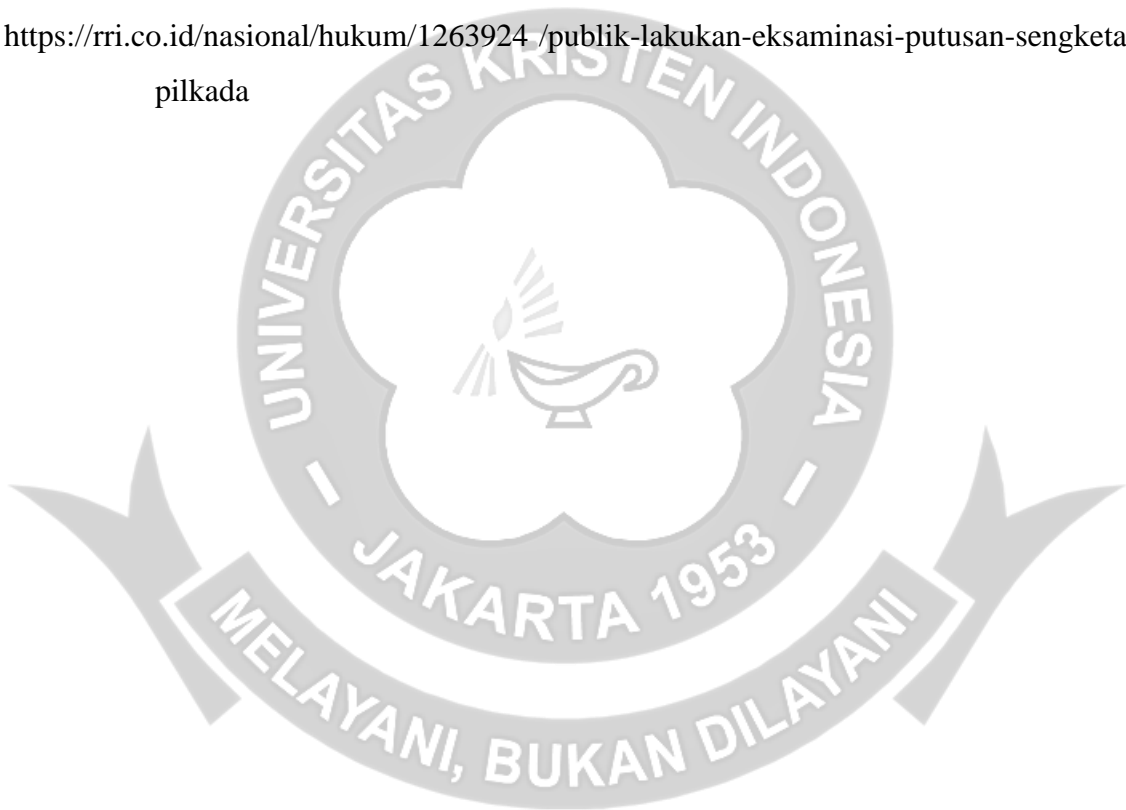 https://rri.co.id/nasional/hukum/1263924 /publik-lakukan-eksaminasi-putusan-sengketa
pilkada
UNIVERSITAS KRISTEN INDONESIA
- JAKARTA 1953 -
MELAYANI, BUKAN DILAYANI